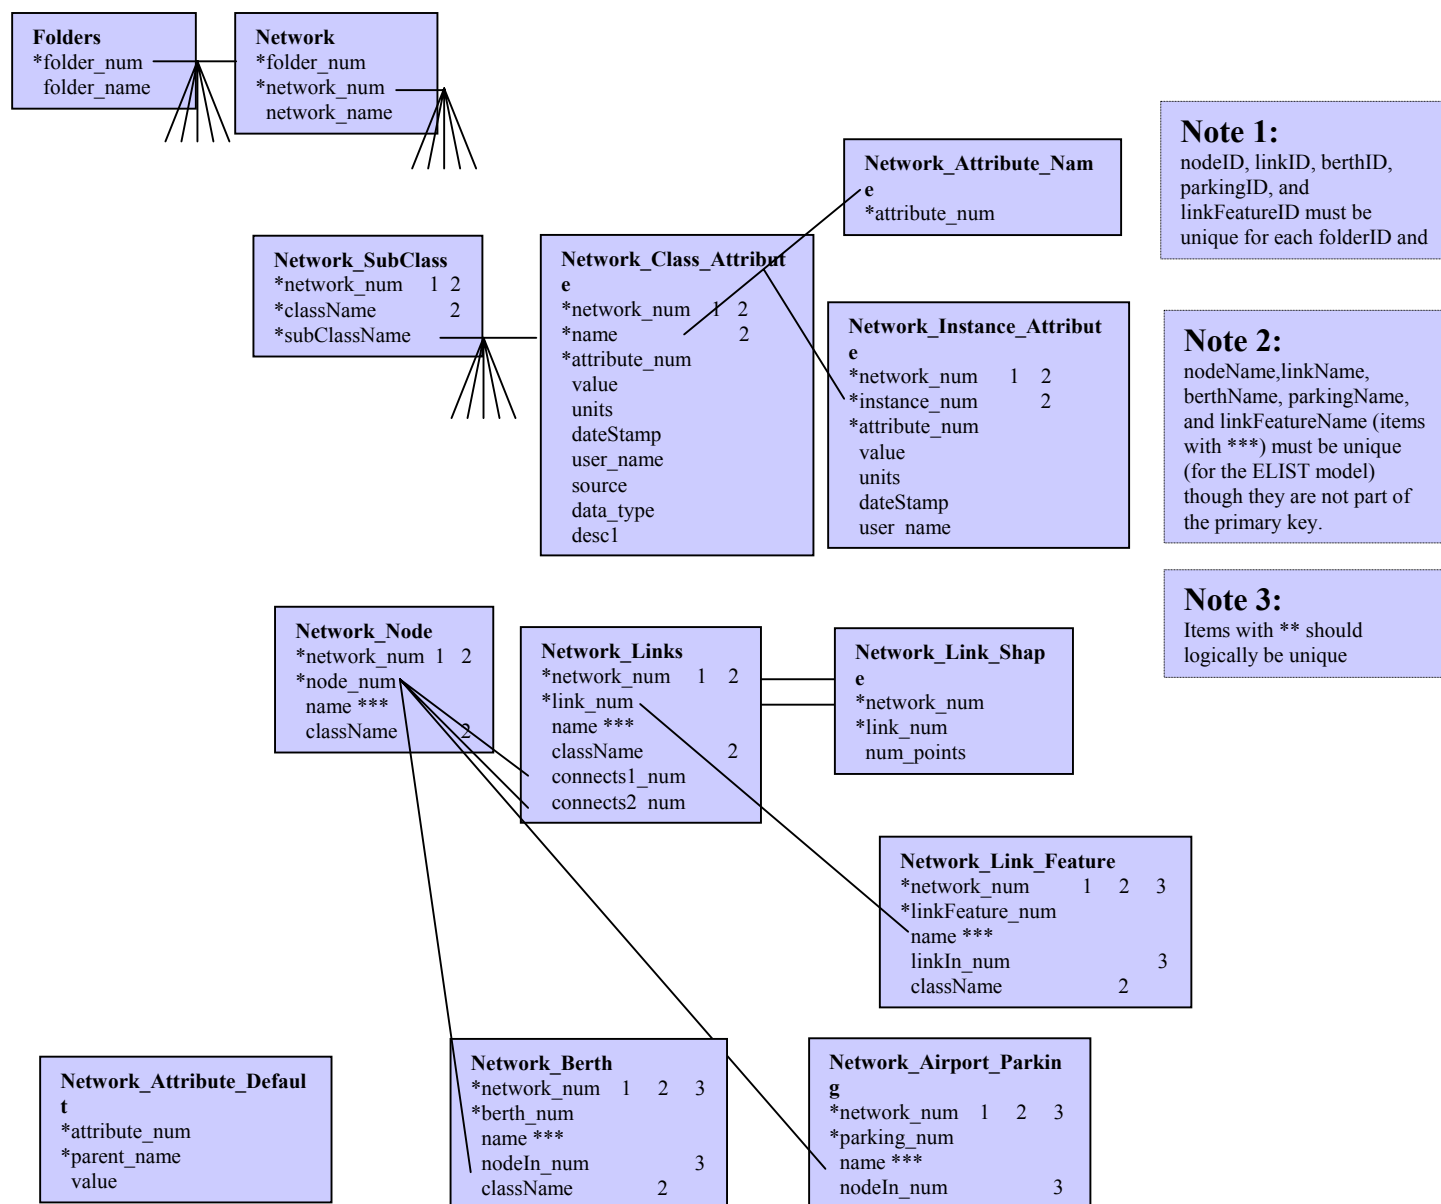 Folders
*folder_num
folder_name
Network
*folder_num
*network_num
network_name
Network_Attribute_Nam
e
*attribute_num
Note 1:
nodeID, linkID, berthID,
parkingID, and
linkFeatureID must be
unique for each folderID and
Network_SubClass
*network_num 1 2
*className 2
*subClassName
Network_Class_Attribut
e
*network_num 1 2
*name 2
*attribute_num
value
units
dateStamp
user_name
source
data_type
desc1
Network_Instance_Attribut
e
*network_num 1 2
*instance_num 2
*attribute_num
value
units
dateStamp
user_name
Note 2:
nodeName,linkName,
berthName, parkingName,
and linkFeatureName (items
with ***) must be unique
(for the ELIST model)
though they are not part of
the primary key.
Note 3:
Items with ** should
logically be unique
Network_Node
*network_num 1 2
*node_num
name ***
className 2
Network_Links
*network_num 1 2
*link_num
name ***
className 2
connects1_num
connects2_num
Network_Link_Shap
e
*network_num
*link_num
num_points
Network_Link_Feature
*network_num 1 2 3
*linkFeature_num
name ***
linkIn_num 3
className 2
Network_Attribute_Defaul
t
*attribute_num
*parent_name
value
Network_Berth
*network_num 1 2 3
*berth_num
name ***
nodeIn_num 3
className 2
Network_Airport_Parkin
g
*network_num 1 2 3
*parking_num
name ***
nodeIn_num 3